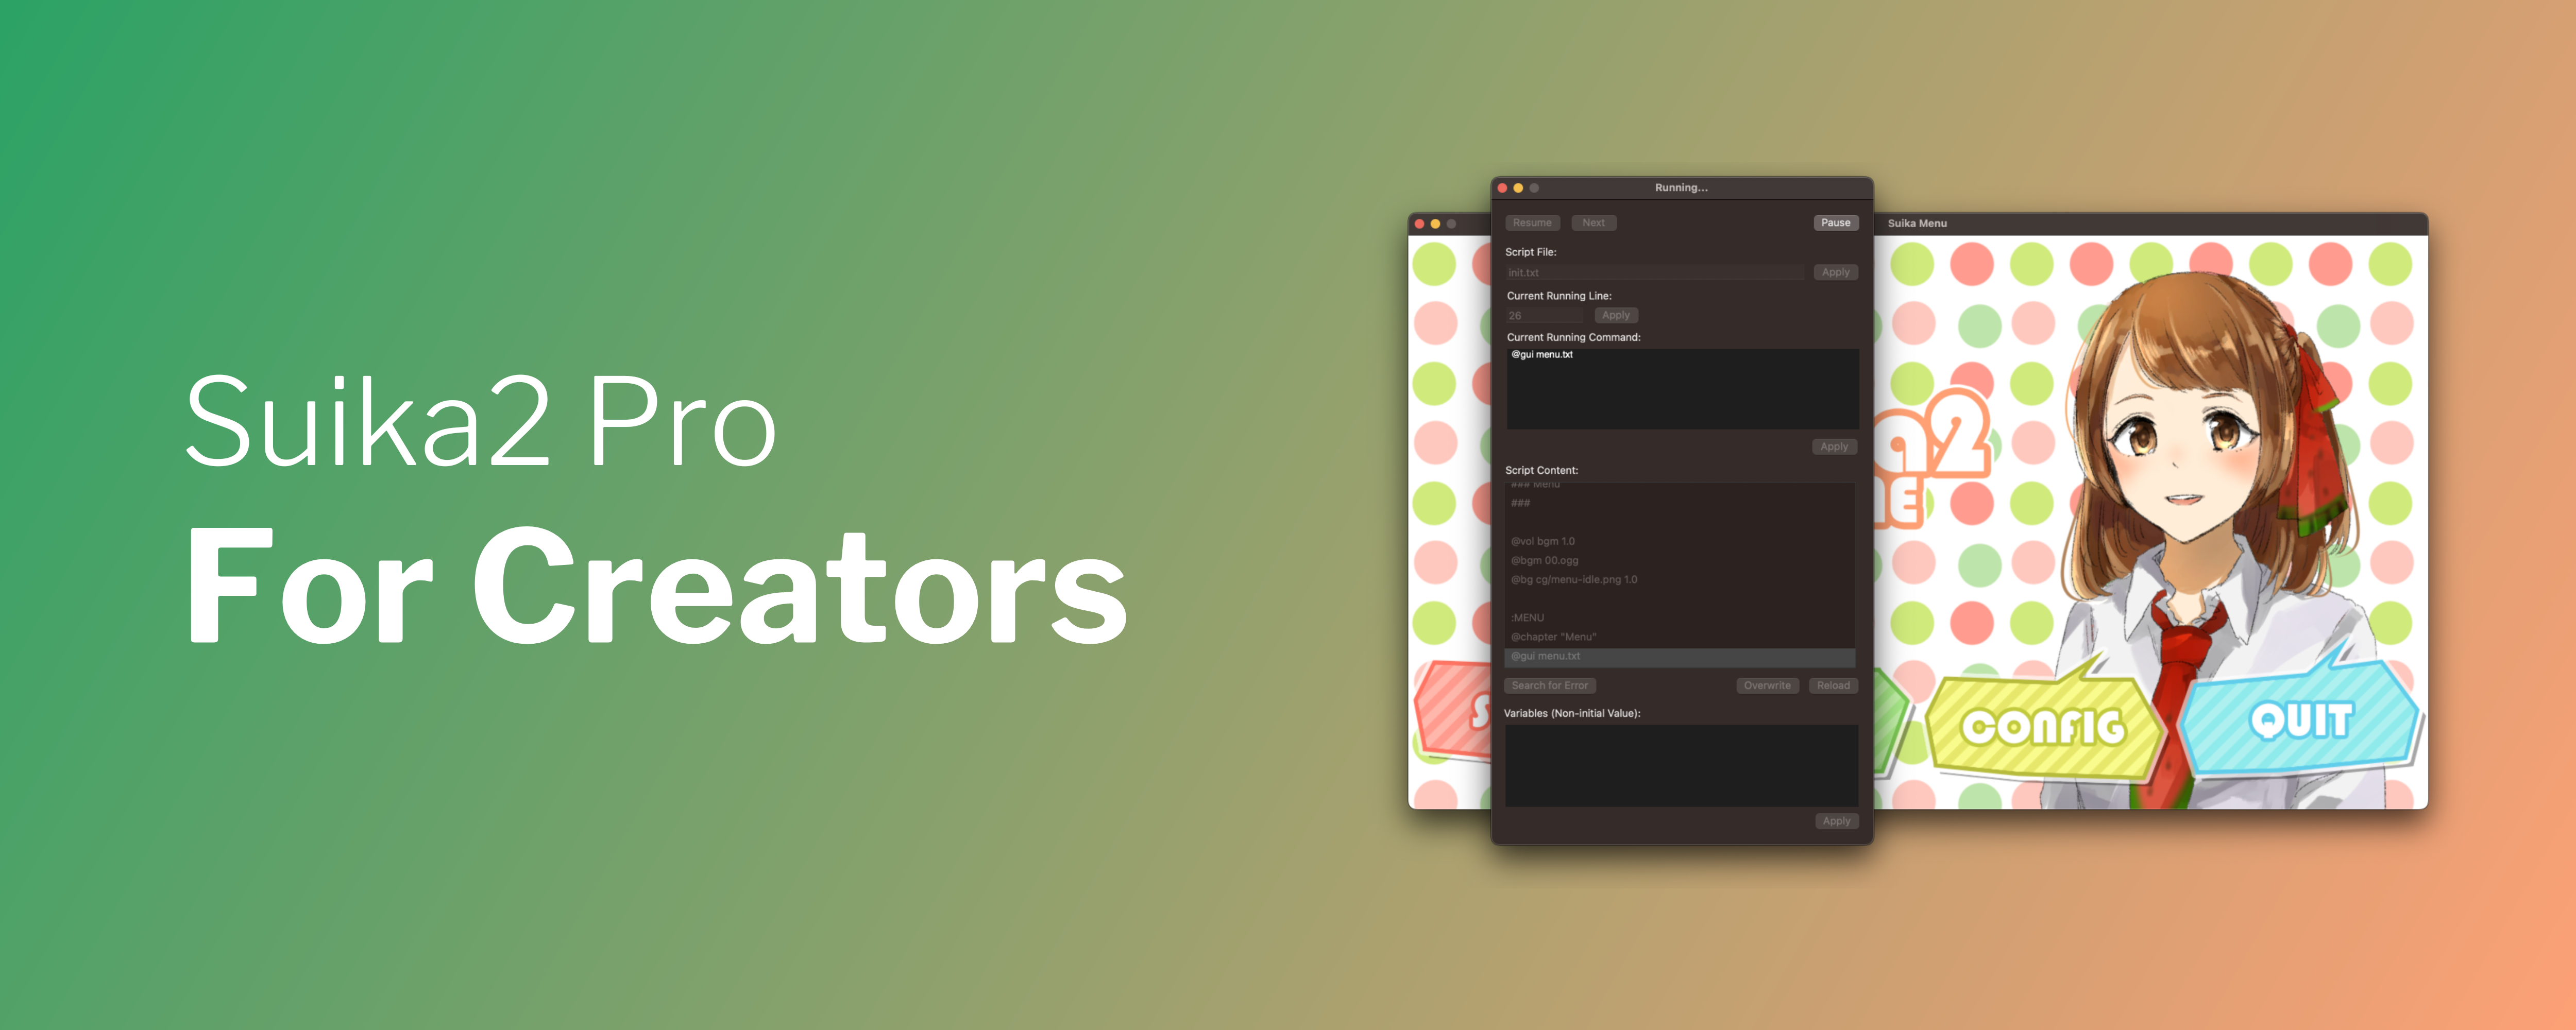 Suika2 Pro
For Creators
Running...
Resume Next Pause
Script File:
init.txt Apply
Current Running Line:
26 Apply
Current Running Command:
@gui menu.txt
Apply
Script Content:
### Menu
###
@vol bgm 1.0
@bgm 00.ogg
@bg cg/menu-idle.png 1.0
:MENU
@chapter "Menu"
@gui menu.txt
Search for Error Overwrite Reload
Variables (Non-initial Value):
Apply
Suika Menu
a2
E
S
CONFIG
QUIT